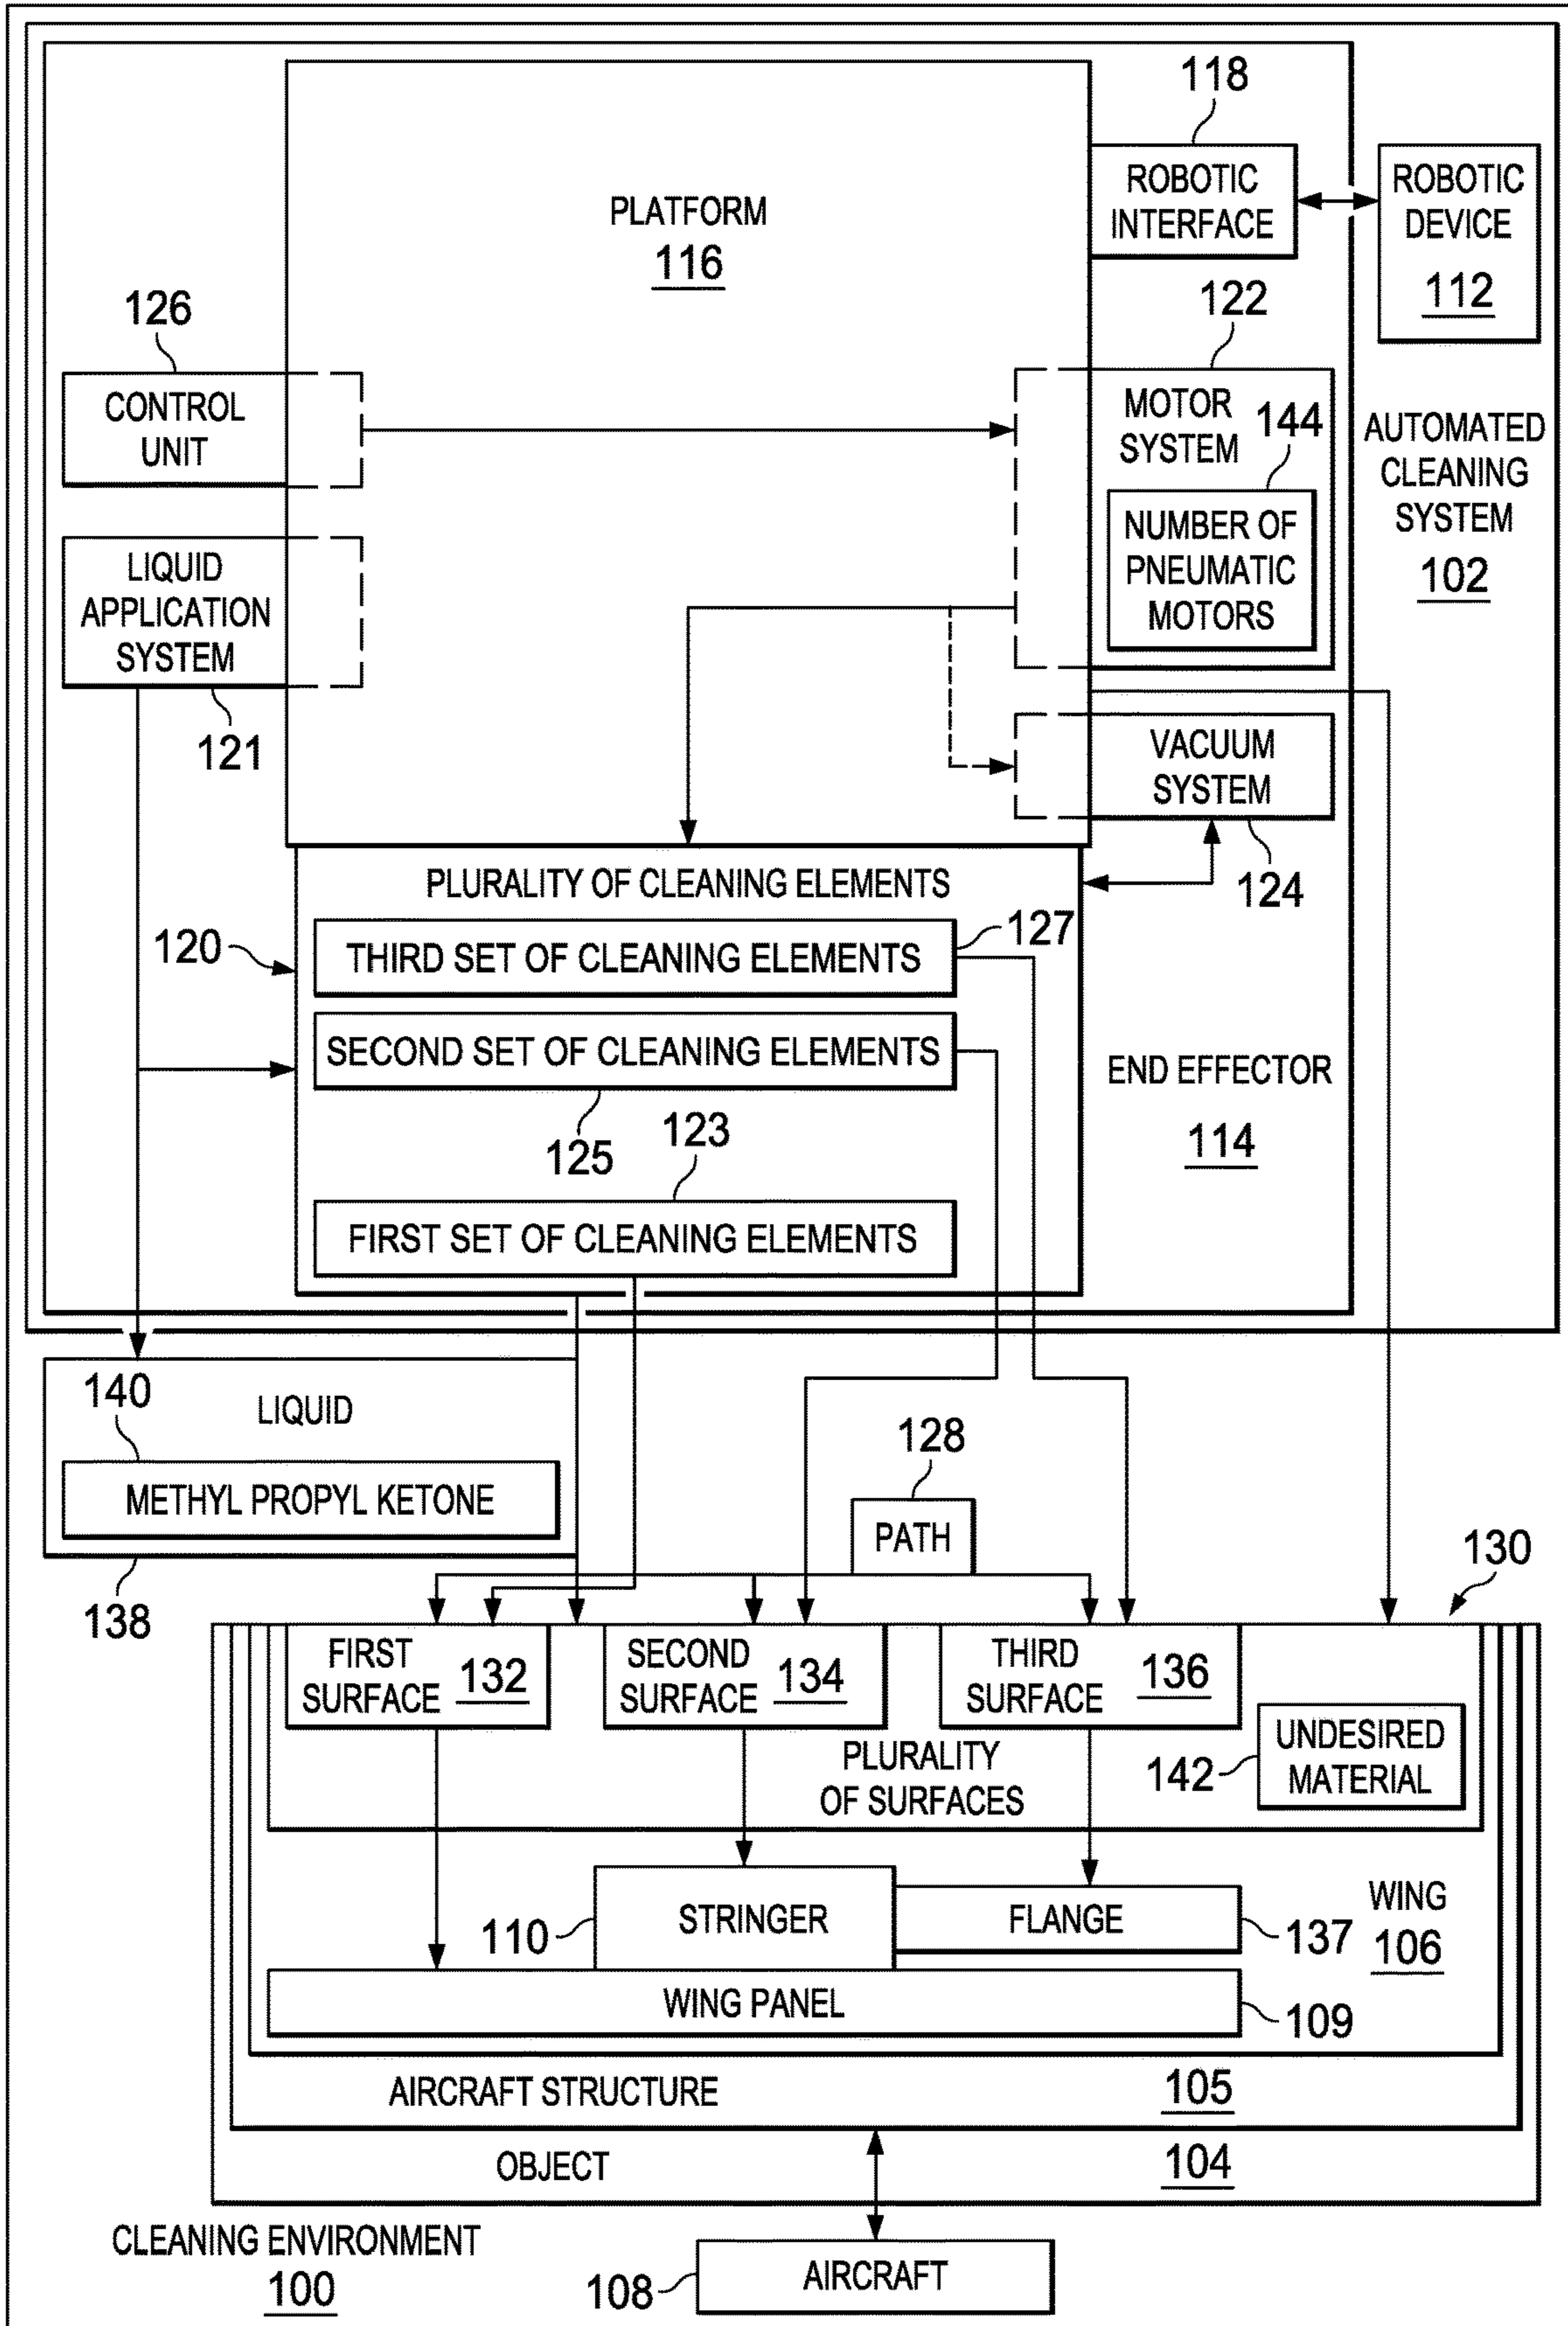 118
ROBOTIC
INTERFACE
ROBOTIC
DEVICE
112
PLATFORM
116
126
CONTROL
UNIT
122
MOTOR
SYSTEM
144
NUMBER OF
PNEUMATIC
MOTORS
AUTOMATED
CLEANING
SYSTEM
102
LIQUID
APPLICATION
SYSTEM
121
VACUUM
SYSTEM
124
PLURALITY OF CLEANING ELEMENTS
120
THIRD SET OF CLEANING ELEMENTS
127
SECOND SET OF CLEANING ELEMENTS
125
123
FIRST SET OF CLEANING ELEMENTS
END EFFECTOR
114
140
LIQUID
METHYL PROPYL KETONE
138
128
PATH
130
FIRST
SURFACE
132
SECOND
SURFACE
134
THIRD
SURFACE
136
PLURALITY
OF SURFACES
142
UNDESIRED
MATERIAL
110
STRINGER
FLANGE
137
WING
106
WING PANEL
109
AIRCRAFT STRUCTURE
105
OBJECT
104
CLEANING ENVIRONMENT
100
108
AIRCRAFT